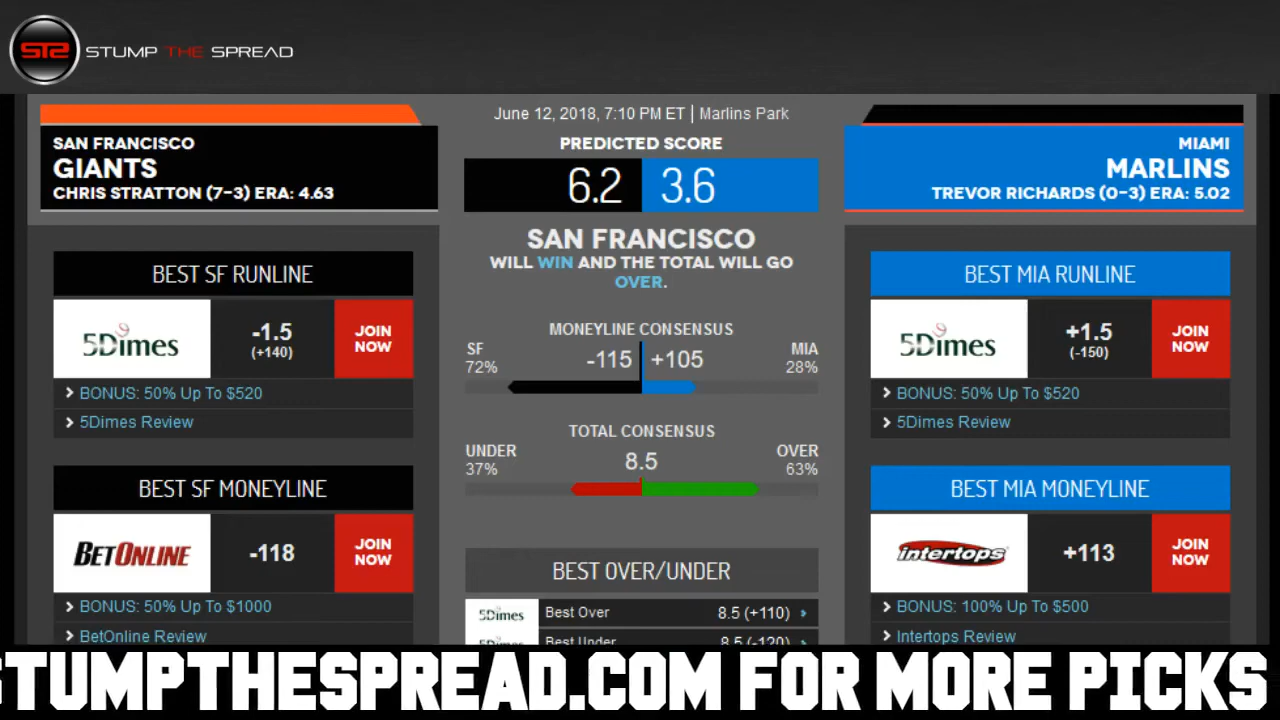 STS STUMP THE SPREAD
June 12, 2018, 7:10 PM ET | Marlins Park
SAN FRANCISCO
GIANTS
CHRIS STRATTON (7-3) ERA: 4.63
PREDICTED SCORE
6.2 3.6
MIAMI
MARLINS
TREVOR RICHARDS (0-3) ERA: 5.02
SAN FRANCISCO
WILL WIN AND THE TOTAL WILL GO
OVER.
BEST SF RUNLINE
5Dimes
-1.5
(+140)
JOIN
NOW
BONUS: 50% Up To $520
5Dimes Review
BEST SF MONEYLINE
BETONLINE
-118
JOIN
NOW
BONUS: 50% Up To $1000
BetOnline Review
MONEYLINE CONSENSUS
SF
72%
-115 +105
MIA
28%
TOTAL CONSENSUS
UNDER
37%
8.5
OVER
63%
BEST OVER/UNDER
5Dimes Best Over 8.5 (+110)
5Dimes Best Under 8.5 (-120)
BEST MIA RUNLINE
5Dimes
+1.5
(-150)
JOIN
NOW
BONUS: 50% Up To $520
5Dimes Review
BEST MIA MONEYLINE
intertops
+113
JOIN
NOW
BONUS: 100% Up To $500
Intertops Review
STUMPTHESPREAD.COM FOR MORE PICKS